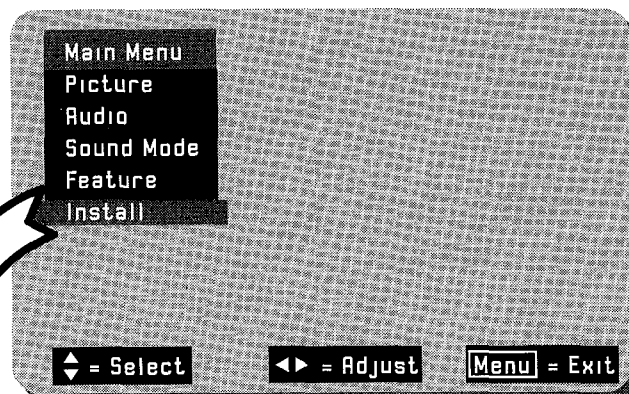 Main Menu
Picture
Audio
Sound Mode
Feature
Install
= Select ◀▶ = Adjust Menu = Exit